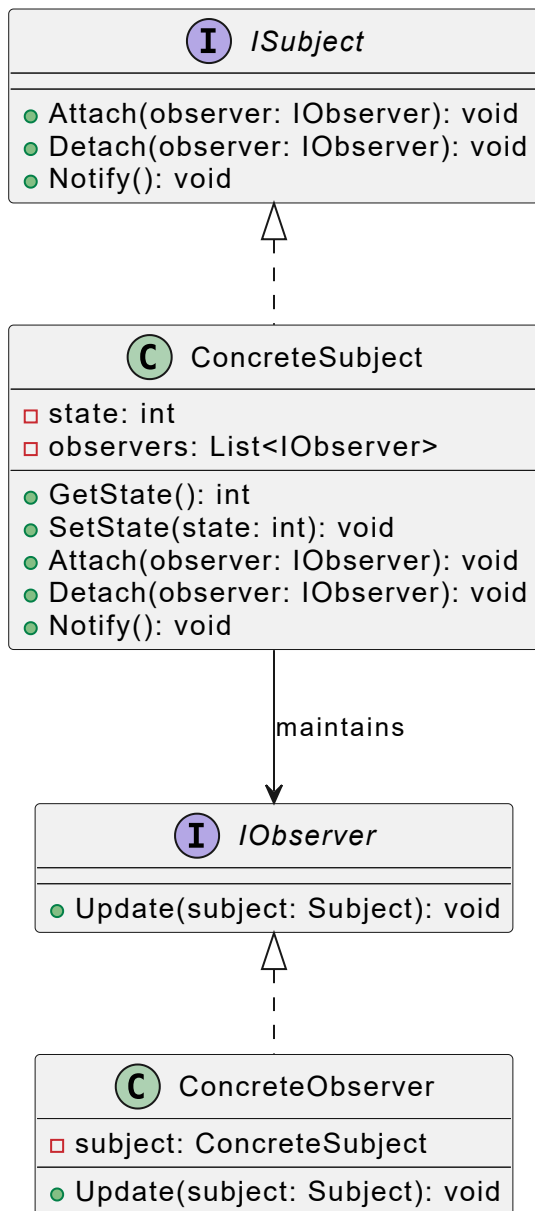 I ISubject
Attach(observer: IObserver): void
Detach(observer: IObserver): void
Notify(): void
C ConcreteSubject
state: int
observers: List<IObserver>
GetState(): int
SetState(state: int): void
Attach(observer: IObserver): void
Detach(observer: IObserver): void
Notify(): void
maintains
I IObserver
Update(subject: Subject): void
C ConcreteObserver
subject: ConcreteSubject
Update(subject: Subject): void